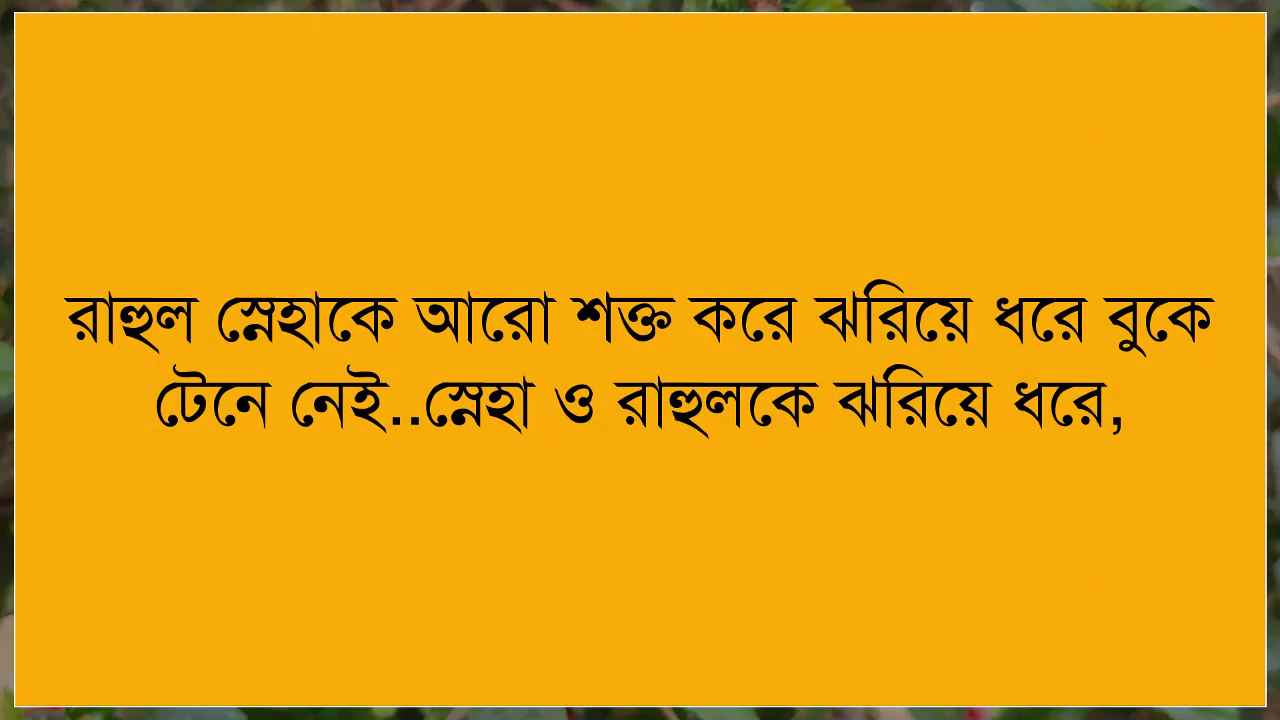 রাহুল স্নেহাকে আরো শক্ত করে ঝরিয়ে ধরে বুকে
টেনে নেই..স্নেহা ও রাহুলকে ঝরিয়ে ধরে,